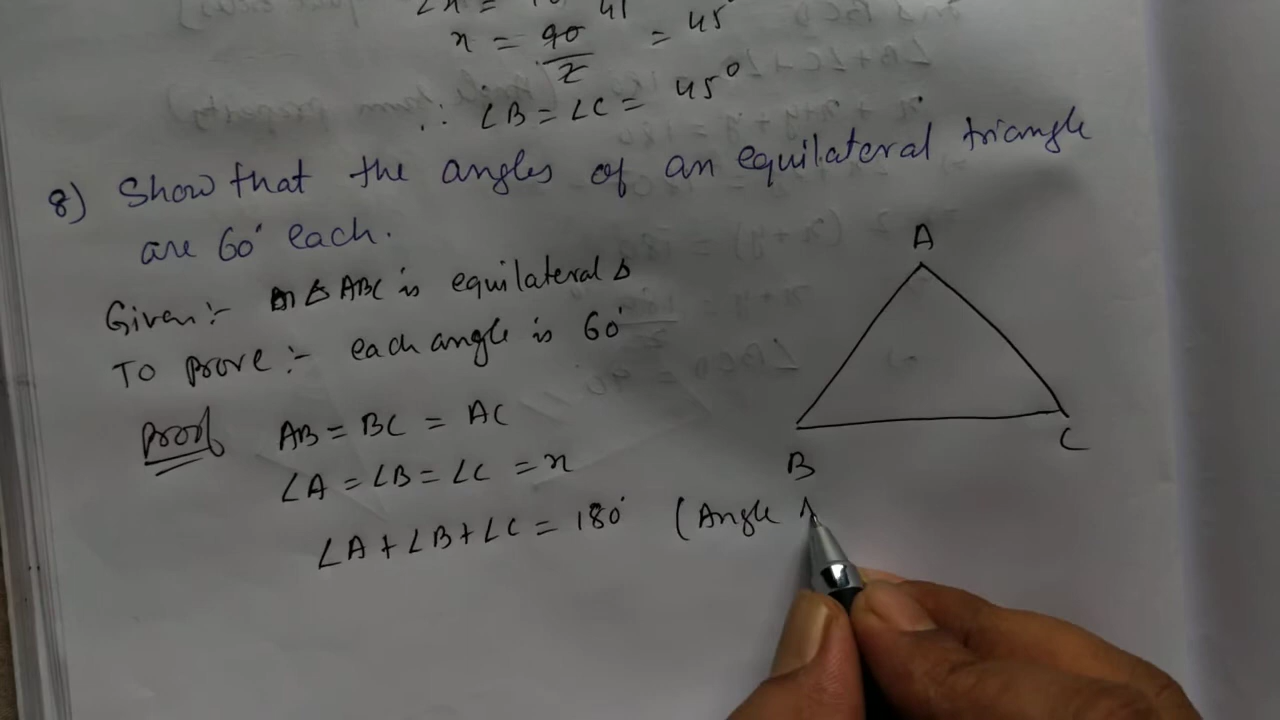 x = 90/2 = 45°
∴ ∠B = ∠C = 45°
8) Show that the angles of an equilateral triangle
are 60° each.
Given :- △ ABC is equilateral △
To prove :- each angle is 60°
Proof AB = BC = AC
∠A = ∠B = ∠C = x
∠A + ∠B + ∠C = 180° (Angle
A
B
C